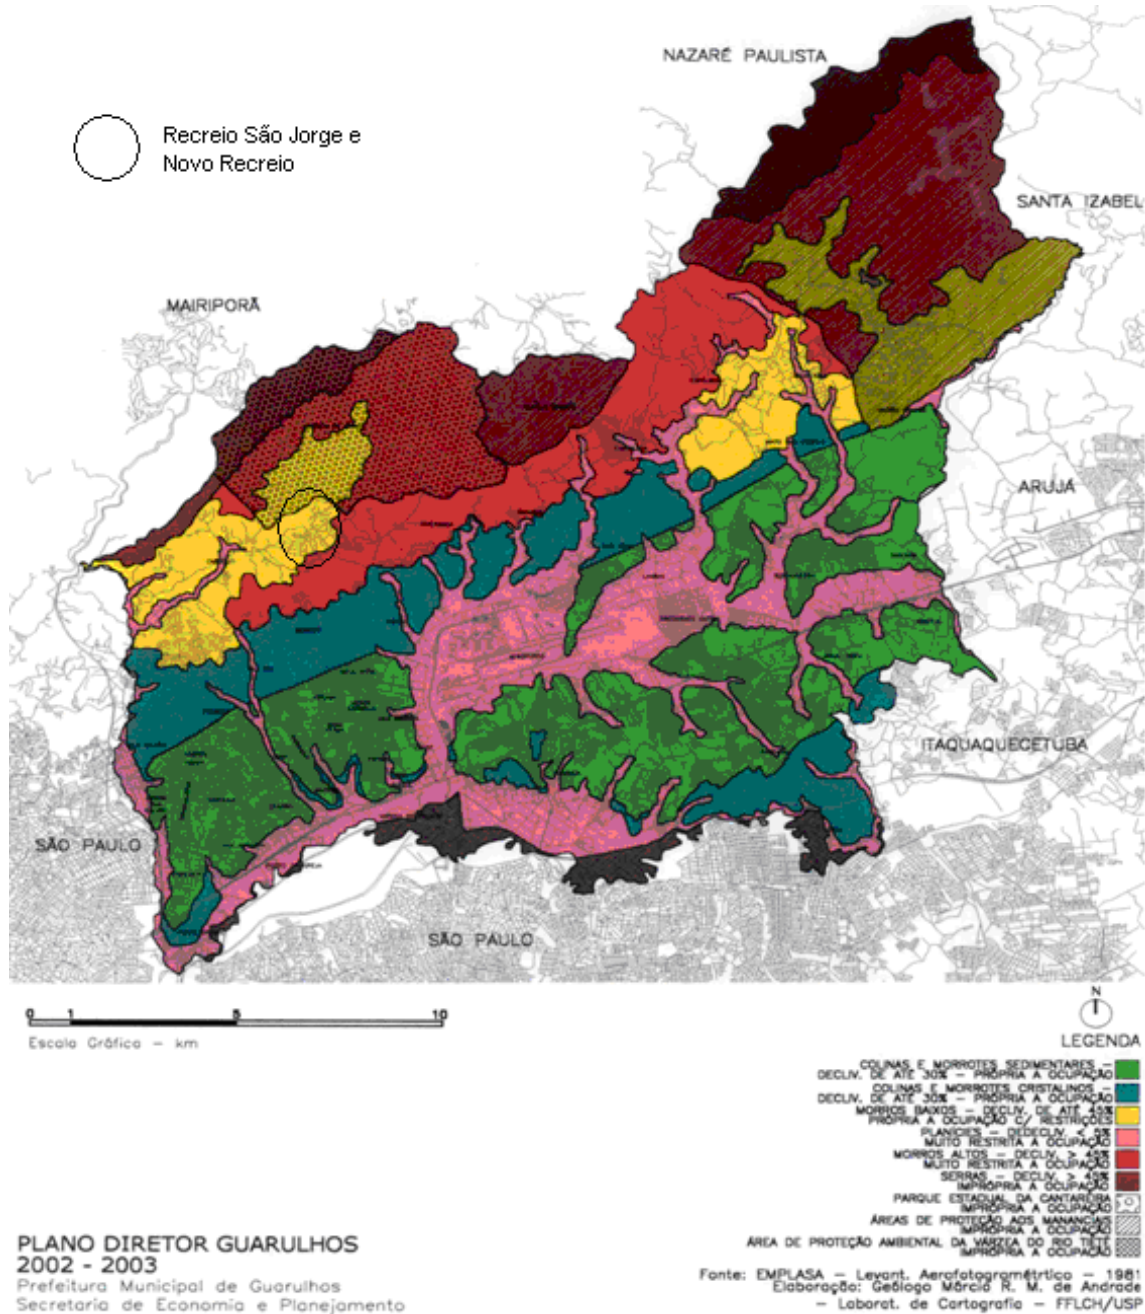 NAZARÉ PAULISTA
Recreio São Jorge e
Novo Recreio
SANTA IZABEL
MAIRIPORÃ
ARUJÁ
ITAQUAQUECETUBA
SÃO PAULO
SÃO PAULO
0 1 5 10
Escala Gráfica – km
N
LEGENDA
COLINAS E MORROTES SEDIMENTARES –
DECLIV. DE ATÉ 30% – PRÓPRIA A OCUPAÇÃO
COLINAS E MORROTES CRISTALINOS –
DECLIV. DE ATÉ 30% – PRÓPRIA A OCUPAÇÃO
MORROS BAIXOS – DECLIV. DE ATÉ 45%
PRÓPRIA A OCUPAÇÃO C/ RESTRIÇÕES
PLANÍCIES – DEDECLIV. < 5%
MUITO RESTRITA A OCUPAÇÃO
MORROS ALTOS – DECLIV. > 45%
MUITO RESTRITA A OCUPAÇÃO
SERRAS – DECLIV. > 45%
IMPRÓPRIA A OCUPAÇÃO
PARQUE ESTADUAL DA CANTAREIRA
IMPRÓPRIA A OCUPAÇÃO
ÁREAS DE PROTEÇÃO AOS MANANCIAIS
IMPRÓPRIA A OCUPAÇÃO
ÁREA DE PROTEÇÃO AMBIENTAL DA VÁRZEA DO RIO TIETÊ
IMPRÓPRIA A OCUPAÇÃO
PLANO DIRETOR GUARULHOS
2002 - 2003
Prefeitura Municipal de Guarulhos
Secretaria de Economia e Planejamento
Fonte: EMPLASA – Levant. Aerofatogramétrtico – 1981
Elaboração: Geólogo Márcio R. M. de Andrade
– Laborat. de Cartografia – FFLCH/USP